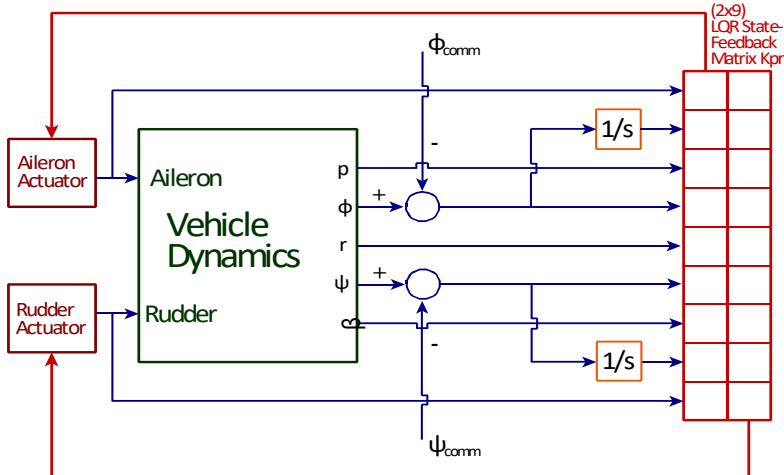 (2x9)
LQR State-
Feedback
Matrix Kpr
ϕcomm
-
1/s
Aileron
Actuator
Aileron
p
+
ϕ
Vehicle
Dynamics
r
+
ψ
Rudder
Actuator
Rudder
β
-
1/s
ψcomm